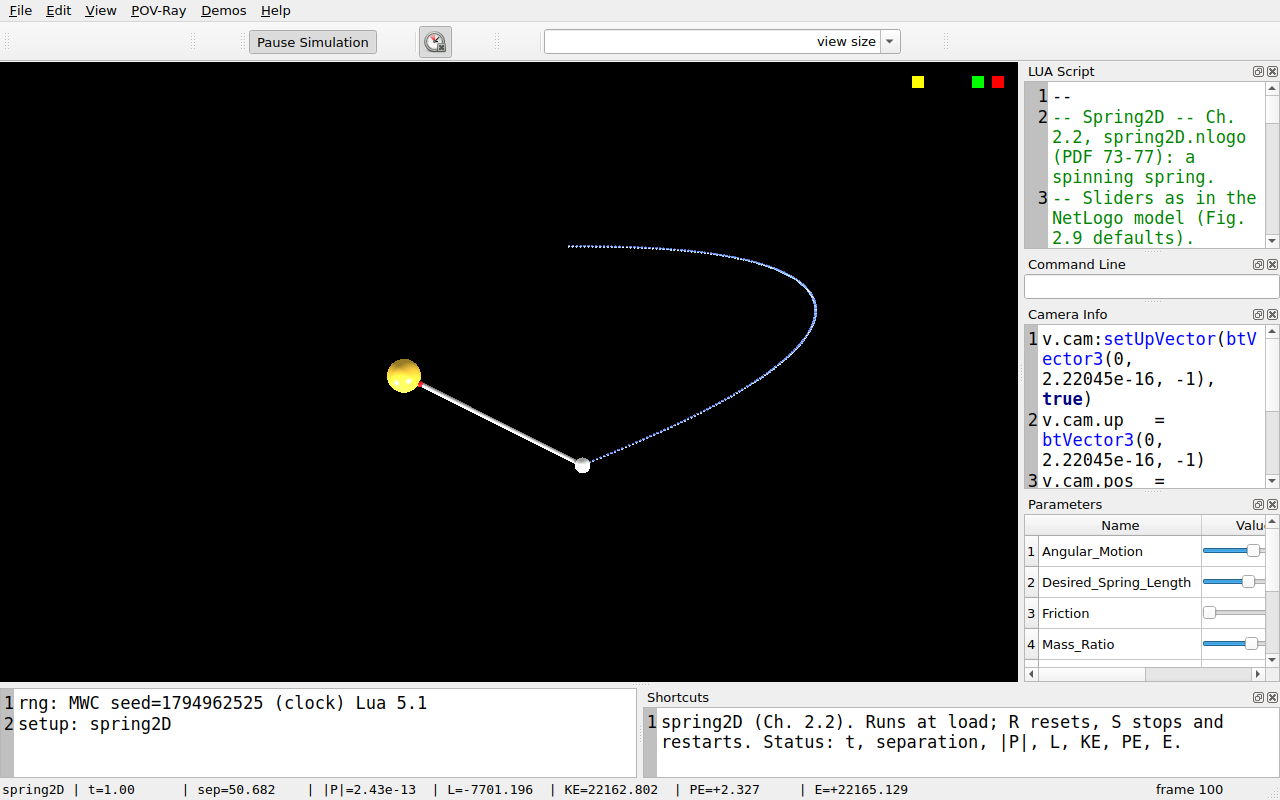 File Edit View POV-Ray Demos Help
Pause Simulation
view size
LUA Script
1 --
2 -- Spring2D -- Ch.
2.2, spring2D.nlogo
(PDF 73-77): a
spinning spring.
3 -- Sliders as in the
NetLogo model (Fig.
2.9 defaults).
Command Line
Camera Info
1 v.cam:setUpVector(btV
ector3(0,
2.22045e-16, -1),
true)
2 v.cam.up   =
btVector3(0,
2.22045e-16, -1)
3 v.cam.pos  =
Parameters
Name
1 Angular_Motion
2 Desired_Spring_Length
3 Friction
4 Mass_Ratio
1 rng: MWC seed=1794962525 (clock) Lua 5.1
2 setup: spring2D
Shortcuts
1 spring2D (Ch. 2.2). Runs at load; R resets, S stops and
restarts. Status: t, separation, |P|, L, KE, PE, E.
spring2D | t=1.00 | sep=50.682 | |P|=2.43e-13 | L=-7701.196 | KE=22162.802 | PE=+2.327 | E=+22165.129 frame 100